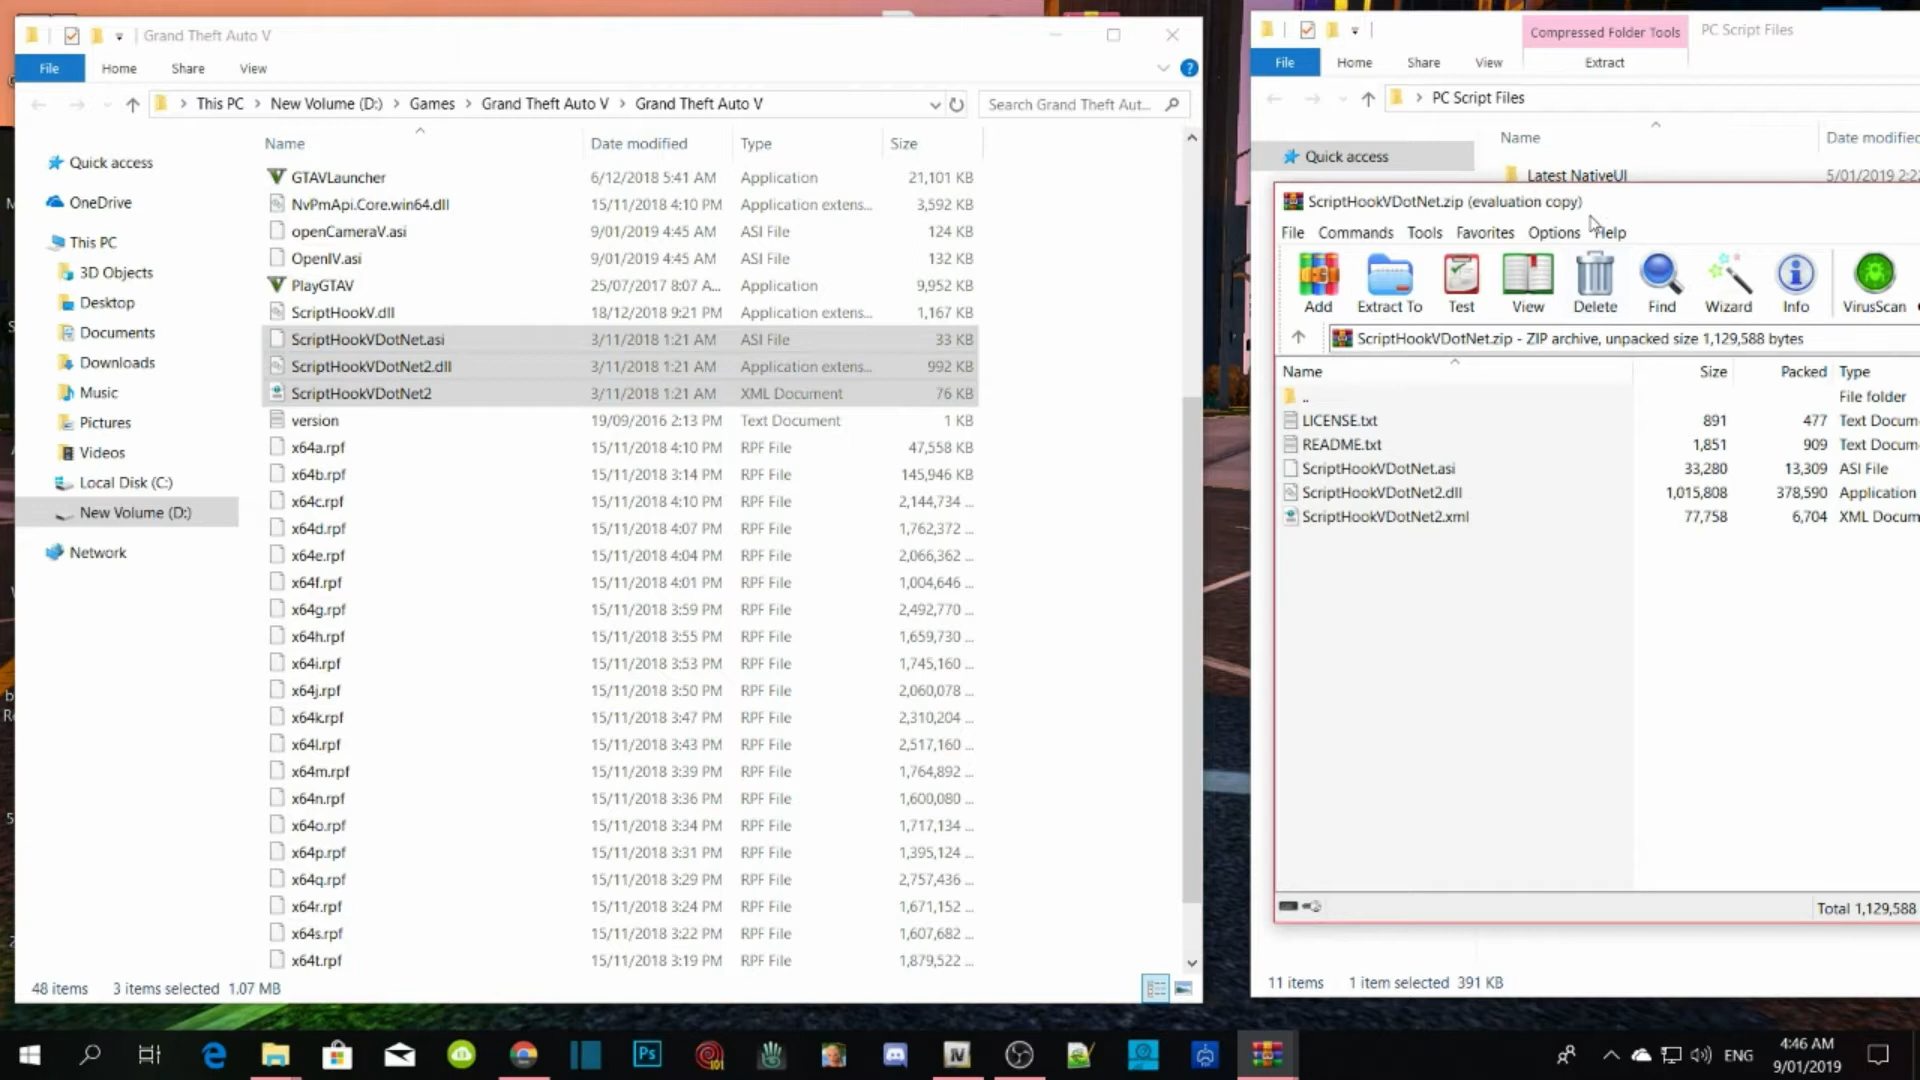 Grand Theft Auto V
File Home Share View
This PC > New Volume (D:) > Games > Grand Theft Auto V > Grand Theft Auto V
Search Grand Theft Aut...
Quick access
OneDrive
This PC
3D Objects
Desktop
Documents
Downloads
Music
Pictures
Videos
Local Disk (C:)
New Volume (D:)
Network
Name Date modified Type Size
GTAVLauncher 6/12/2018 5:41 AM Application 21,101 KB
NvPmApi.Core.win64.dll 15/11/2018 4:10 PM Application extens... 3,592 KB
openCameraV.asi 9/01/2019 4:45 AM ASI File 124 KB
OpenIV.asi 9/01/2019 4:45 AM ASI File 132 KB
PlayGTAV 25/07/2017 8:07 A... Application 9,952 KB
ScriptHookV.dll 18/12/2018 9:21 PM Application extens... 1,167 KB
ScriptHookVDotNet.asi 3/11/2018 1:21 AM ASI File 33 KB
ScriptHookVDotNet2.dll 3/11/2018 1:21 AM Application extens... 992 KB
ScriptHookVDotNet2 3/11/2018 1:21 AM XML Document 76 KB
version 19/09/2016 2:13 PM Text Document 1 KB
x64a.rpf 15/11/2018 4:10 PM RPF File 47,558 KB
x64b.rpf 15/11/2018 3:14 PM RPF File 145,946 KB
x64c.rpf 15/11/2018 4:10 PM RPF File 2,144,734 ...
x64d.rpf 15/11/2018 4:07 PM RPF File 1,762,372 ...
x64e.rpf 15/11/2018 4:04 PM RPF File 2,066,362 ...
x64f.rpf 15/11/2018 4:01 PM RPF File 1,004,646 ...
x64g.rpf 15/11/2018 3:59 PM RPF File 2,492,770 ...
x64h.rpf 15/11/2018 3:55 PM RPF File 1,659,730 ...
x64i.rpf 15/11/2018 3:53 PM RPF File 1,745,160 ...
x64j.rpf 15/11/2018 3:50 PM RPF File 2,060,078 ...
x64k.rpf 15/11/2018 3:47 PM RPF File 2,310,204 ...
x64l.rpf 15/11/2018 3:43 PM RPF File 2,517,160 ...
x64m.rpf 15/11/2018 3:39 PM RPF File 1,764,892 ...
x64n.rpf 15/11/2018 3:36 PM RPF File 1,600,080 ...
x64o.rpf 15/11/2018 3:34 PM RPF File 1,717,134 ...
x64p.rpf 15/11/2018 3:31 PM RPF File 1,395,124 ...
x64q.rpf 15/11/2018 3:29 PM RPF File 2,757,436 ...
x64r.rpf 15/11/2018 3:24 PM RPF File 1,671,152 ...
x64s.rpf 15/11/2018 3:22 PM RPF File 1,607,682 ...
x64t.rpf 15/11/2018 3:19 PM RPF File 1,879,522 ...
48 items 3 items selected 1.07 MB
Compressed Folder Tools PC Script Files
File Home Share View Extract
> PC Script Files
Name Date modified
Quick access
Latest NativeUI 5/01/2019 2:2
ScriptHookVDotNet.zip (evaluation copy)
File Commands Tools Favorites Options Help
Add Extract To Test View Delete Find Wizard Info VirusScan
ScriptHookVDotNet.zip - ZIP archive, unpacked size 1,129,588 bytes
Name Size Packed Type
.. File folder
LICENSE.txt 891 477 Text Docum
README.txt 1,851 909 Text Docum
ScriptHookVDotNet.asi 33,280 13,309 ASI File
ScriptHookVDotNet2.dll 1,015,808 378,590 Application
ScriptHookVDotNet2.xml 77,758 6,704 XML Docum
Total 1,129,588
11 items 1 item selected 391 KB
Ps IV ENG 4:46 AM
9/01/2019